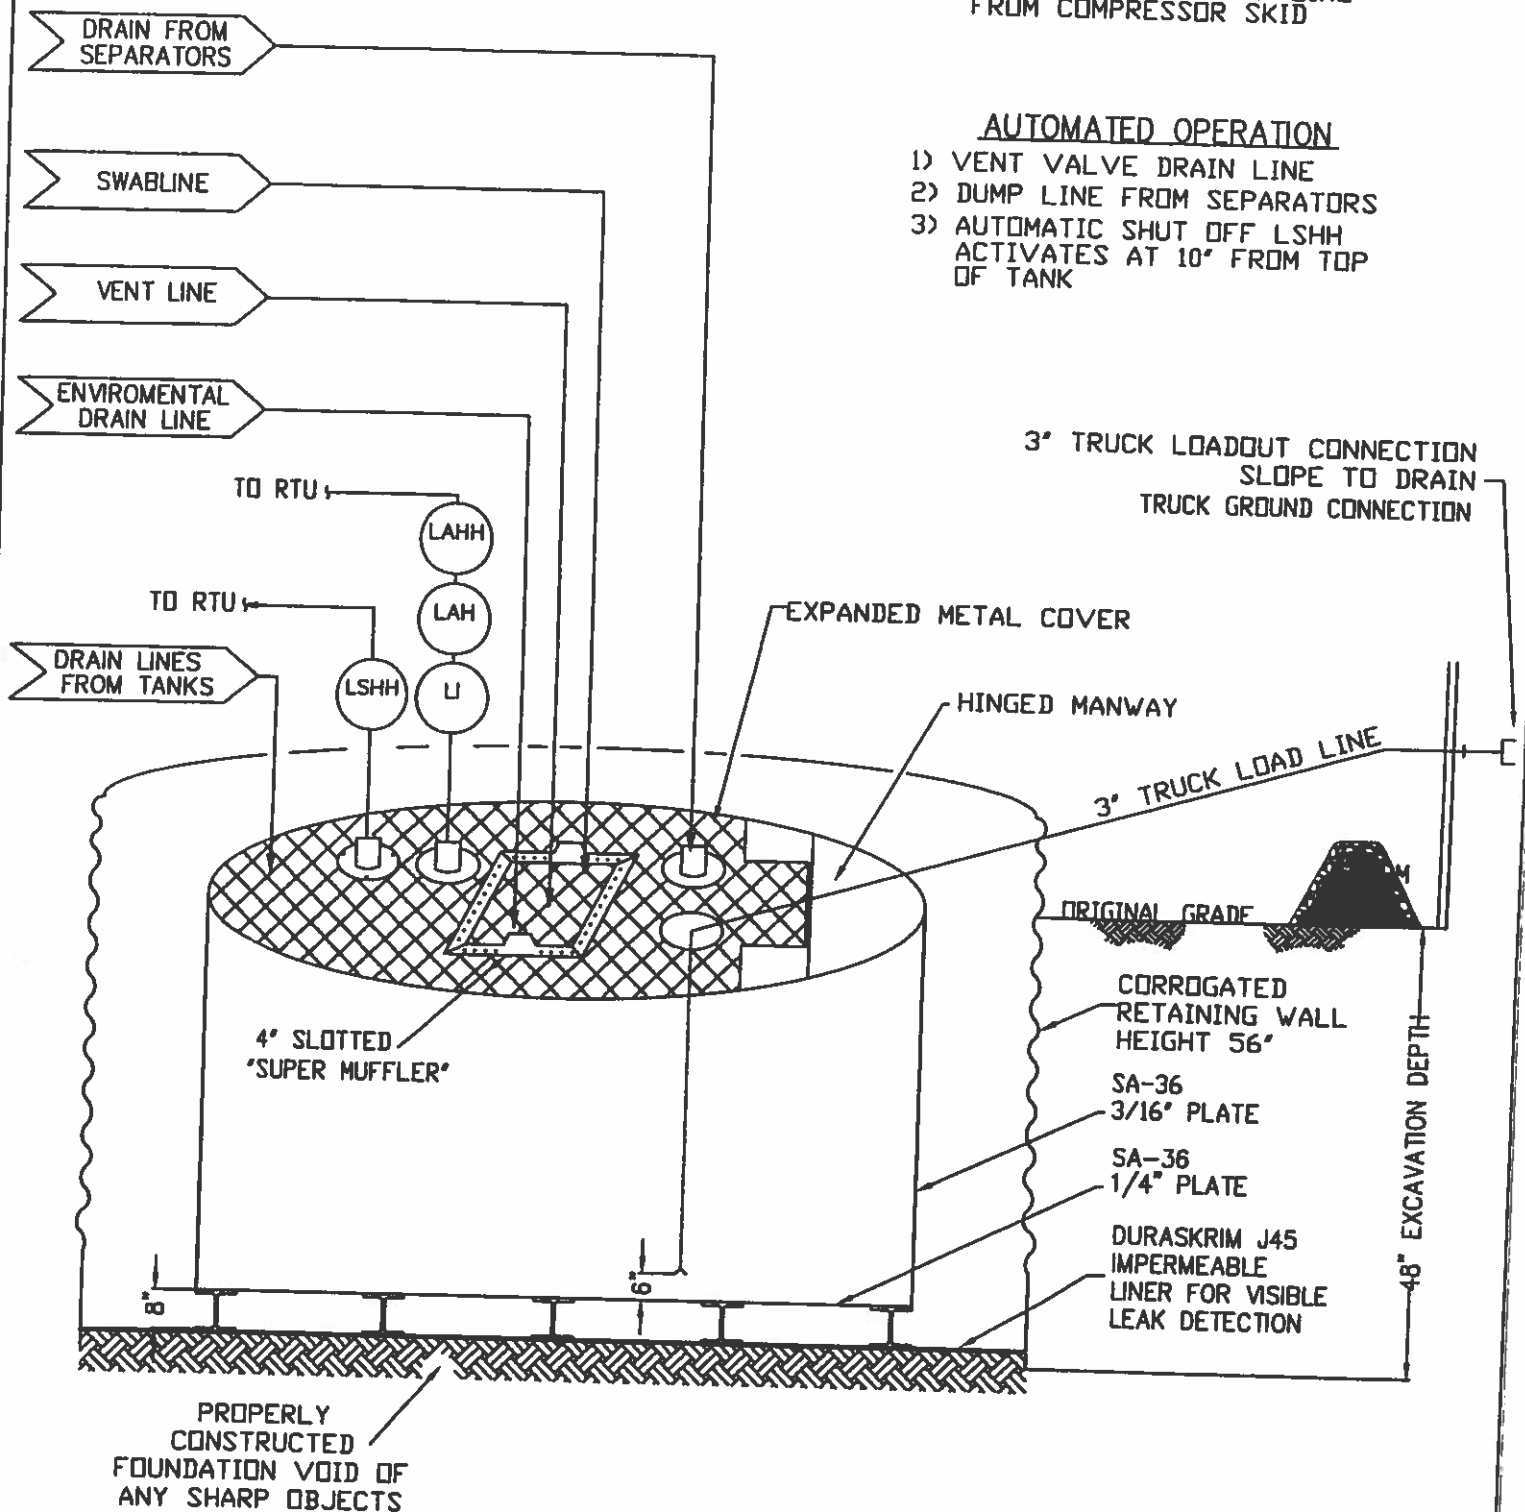 FROM COMPRESSOR SKID
DRAIN FROM
SEPARATORS
AUTOMATED OPERATION
1) VENT VALVE DRAIN LINE
2) DUMP LINE FROM SEPARATORS
3) AUTOMATIC SHUT OFF LSHH
ACTIVATES AT 10" FROM TOP
OF TANK
SWABLINE
VENT LINE
ENVIROMENTAL
DRAIN LINE
3" TRUCK LOADOUT CONNECTION
SLOPE TO DRAIN
TRUCK GROUND CONNECTION
TO RTU
LAHH
TO RTU
LAH
EXPANDED METAL COVER
DRAIN LINES
FROM TANKS
LSHH
LI
HINGED MANWAY
3" TRUCK LOAD LINE
M
ORIGINAL GRADE
CORROGATED
RETAINING WALL
HEIGHT 56"
4" SLOTTED
"SUPER MUFFLER"
SA-36
3/16" PLATE
SA-36
1/4" PLATE
48" EXCAVATION DEPTH
DURASKRIM J45
IMPERMEABLE
LINER FOR VISIBLE
LEAK DETECTION
8"
6"
PROPERLY
CONSTRUCTED
FOUNDATION VOID OF
ANY SHARP OBJECTS